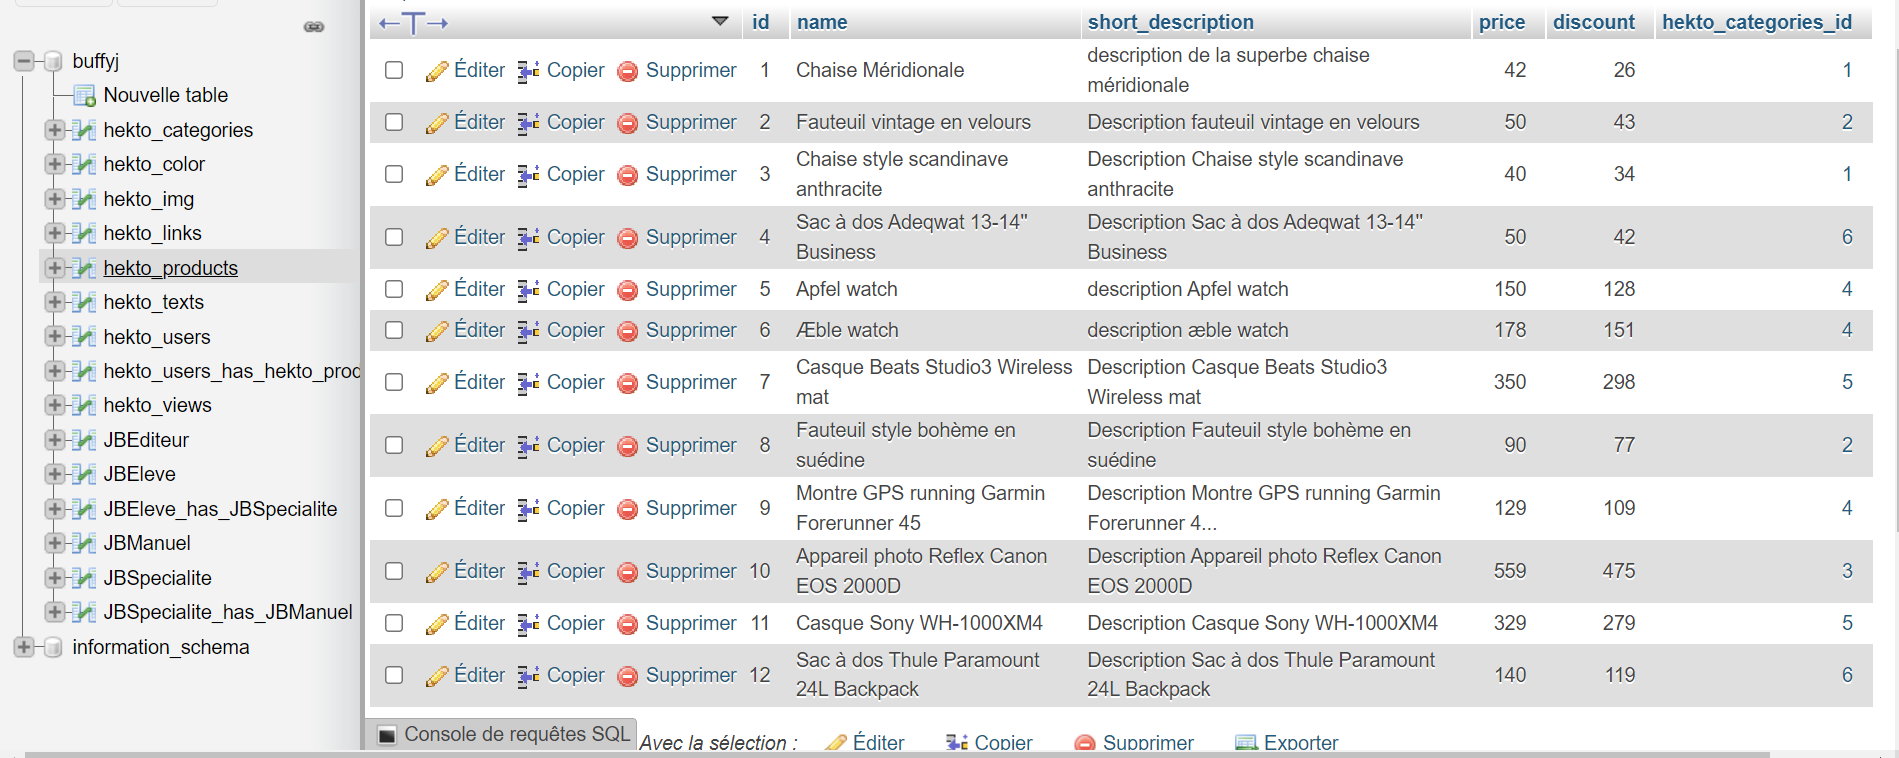 buffyj
Nouvelle table
hekto_categories
hekto_color
hekto_img
hekto_links
hekto_products
hekto_texts
hekto_users
hekto_users_has_hekto_prod
hekto_views
JBEditeur
JBEleve
JBEleve_has_JBSpecialite
JBManuel
JBSpecialite
JBSpecialite_has_JBManuel
information_schema
id name short_description price discount hekto_categories_id
Éditer Copier Supprimer 1 Chaise Méridionale description de la superbe chaise 42 26 1
méridionale
Éditer Copier Supprimer 2 Fauteuil vintage en velours Description fauteuil vintage en velours 50 43 2
Éditer Copier Supprimer 3 Chaise style scandinave Description Chaise style scandinave 40 34 1
anthracite anthracite
Éditer Copier Supprimer 4 Sac à dos Adeqwat 13-14" Description Sac à dos Adeqwat 13-14" 50 42 6
Business Business
Éditer Copier Supprimer 5 Apfel watch description Apfel watch 150 128 4
Éditer Copier Supprimer 6 Æble watch description æble watch 178 151 4
Éditer Copier Supprimer 7 Casque Beats Studio3 Wireless Description Casque Beats Studio3 350 298 5
mat Wireless mat
Éditer Copier Supprimer 8 Fauteuil style bohème en Description Fauteuil style bohème en 90 77 2
suédine suédine
Éditer Copier Supprimer 9 Montre GPS running Garmin Description Montre GPS running Garmin 129 109 4
Forerunner 45 Forerunner 4...
Éditer Copier Supprimer 10 Appareil photo Reflex Canon Description Appareil photo Reflex Canon 559 475 3
EOS 2000D EOS 2000D
Éditer Copier Supprimer 11 Casque Sony WH-1000XM4 Description Casque Sony WH-1000XM4 329 279 5
Éditer Copier Supprimer 12 Sac à dos Thule Paramount Description Sac à dos Thule Paramount 140 119 6
24L Backpack 24L Backpack
Console de requêtes SQL
Avec la sélection : Éditer Copier Supprimer Exporter